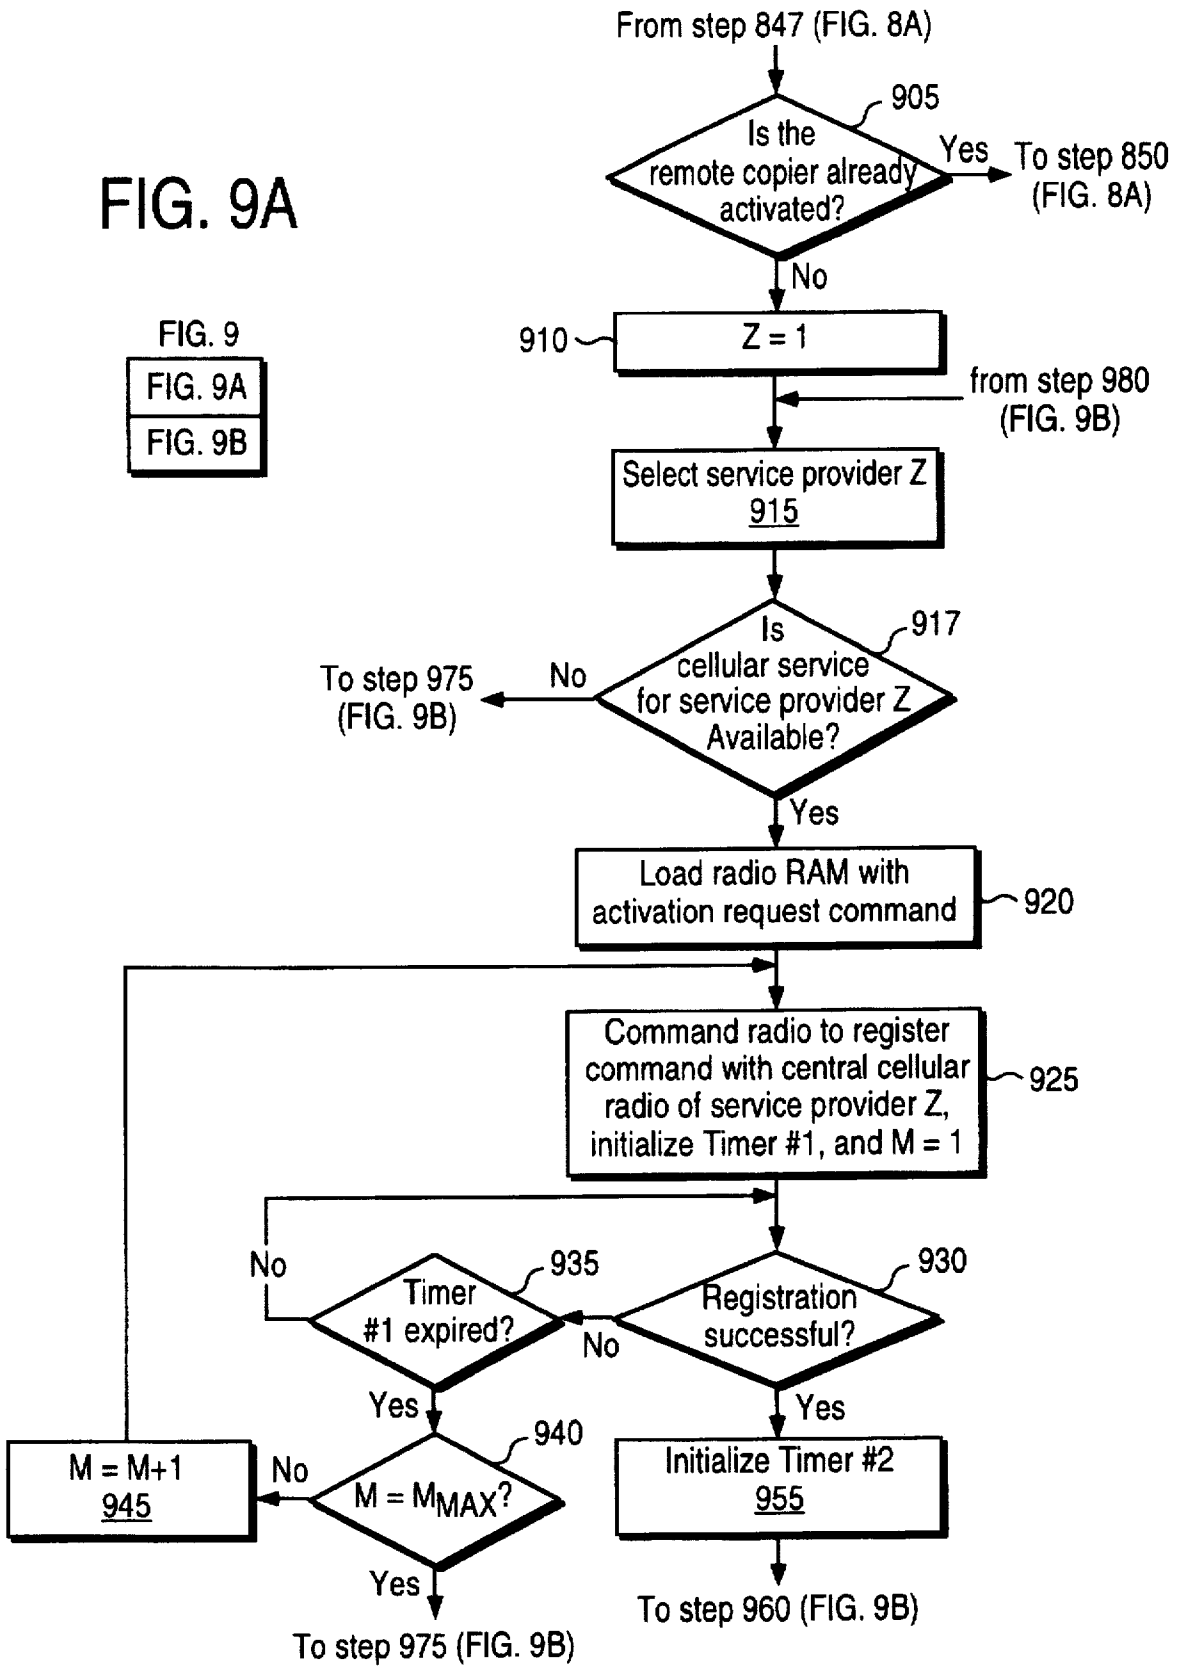 From step 847 (FIG. 8A)
905
Is the
remote copier already
activated?
Yes
To step 850
(FIG. 8A)
FIG. 9A
No
FIG. 9
FIG. 9A
FIG. 9B
910
Z = 1
from step 980
(FIG. 9B)
Select service provider Z
915
917
Is
cellular service
for service provider Z
Available?
No
To step 975
(FIG. 9B)
Yes
Load radio RAM with
activation request command
920
Command radio to register
command with central cellular
radio of service provider Z,
initialize Timer #1, and M = 1
925
No
935
Timer
#1 expired?
930
Registration
successful?
No
Yes
Yes
940
M = MMAX?
No
M = M+1
945
Initialize Timer #2
955
Yes
To step 960 (FIG. 9B)
To step 975 (FIG. 9B)